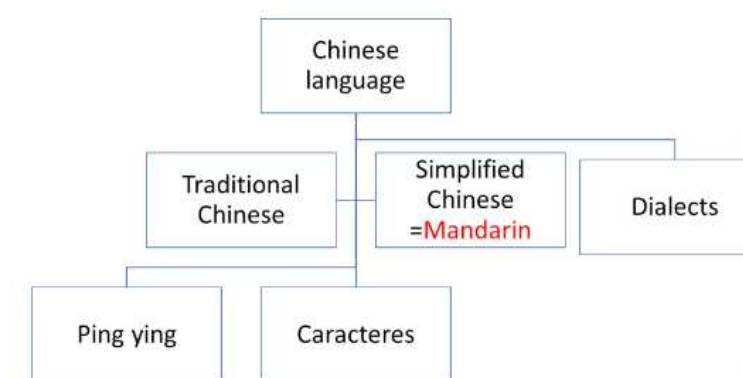 Chinese
language
Traditional
Chinese
Simplified
Chinese
=Mandarin
Dialects
Ping ying
Caracteres